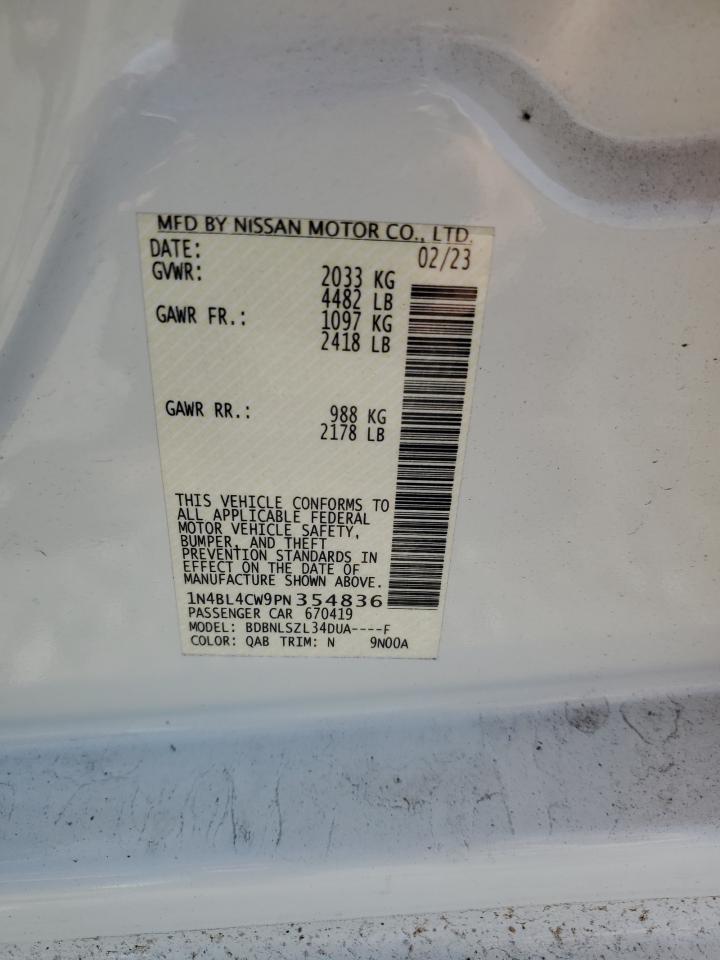 MFD BY NISSAN MOTOR CO., LTD.
DATE: 02/23
GVWR: 2033 KG
4482 LB
GAWR FR.: 1097 KG
2418 LB
GAWR RR.: 988 KG
2178 LB
THIS VEHICLE CONFORMS TO
ALL APPLICABLE FEDERAL
MOTOR VEHICLE SAFETY,
BUMPER, AND THEFT
PREVENTION STANDARDS IN
EFFECT ON THE DATE OF
MANUFACTURE SHOWN ABOVE.
1N4BL4CW9PN354836
PASSENGER CAR 670419
MODEL: BDBNLSZL34DUA----F
COLOR: QAB TRIM: N 9N00A